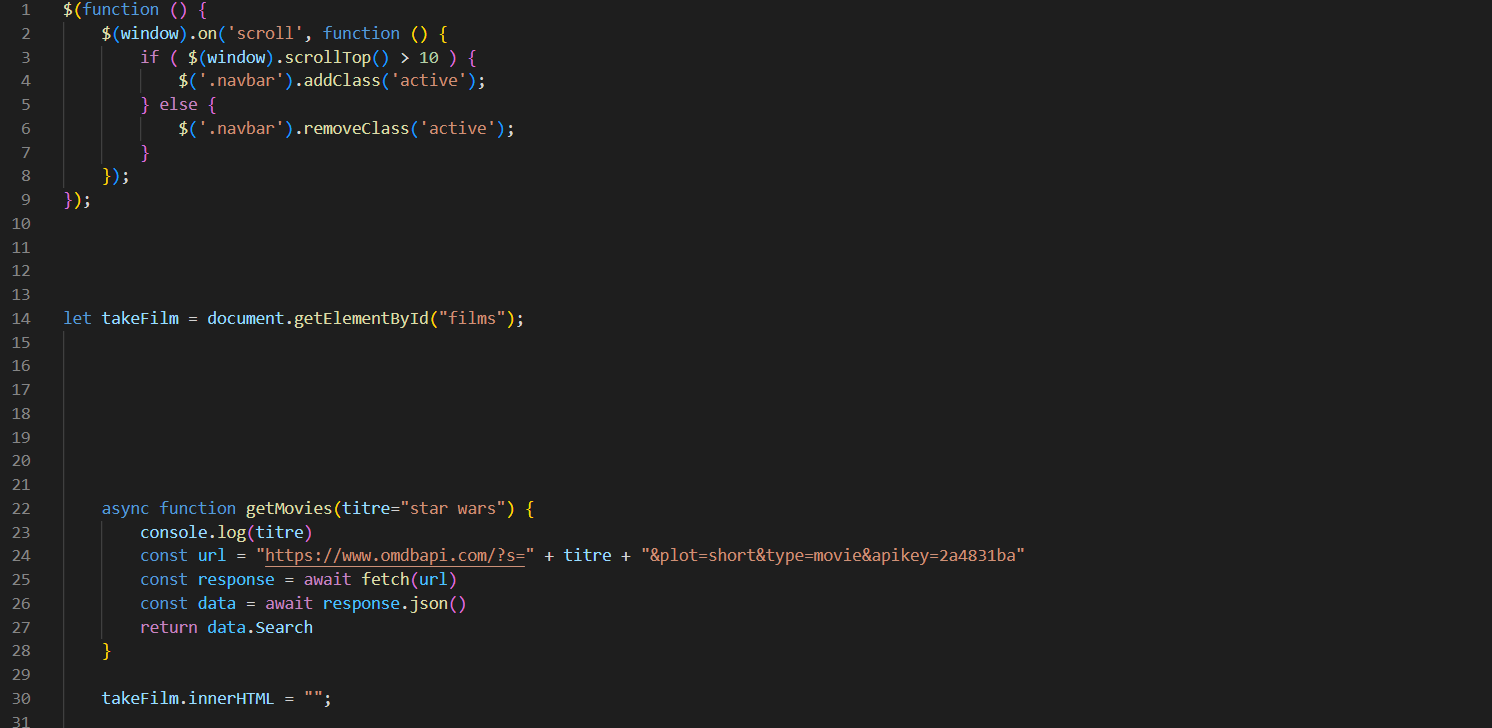 1 $(function () {
2 $(window).on('scroll', function () {
3 if ( $(window).scrollTop() > 10 ) {
4 $('.navbar').addClass('active');
5 } else {
6 $('.navbar').removeClass('active');
7 }
8 });
9 });
10
11
12
13
14 let takeFilm = document.getElementById("films");
15
16
17
18
19
20
21
22 async function getMovies(titre="star wars") {
23 console.log(titre)
24 const url = "https://www.omdbapi.com/?s=" + titre + "&plot=short&type=movie&apikey=2a4831ba"
25 const response = await fetch(url)
26 const data = await response.json()
27 return data.Search
28 }
29
30 takeFilm.innerHTML = "";
31